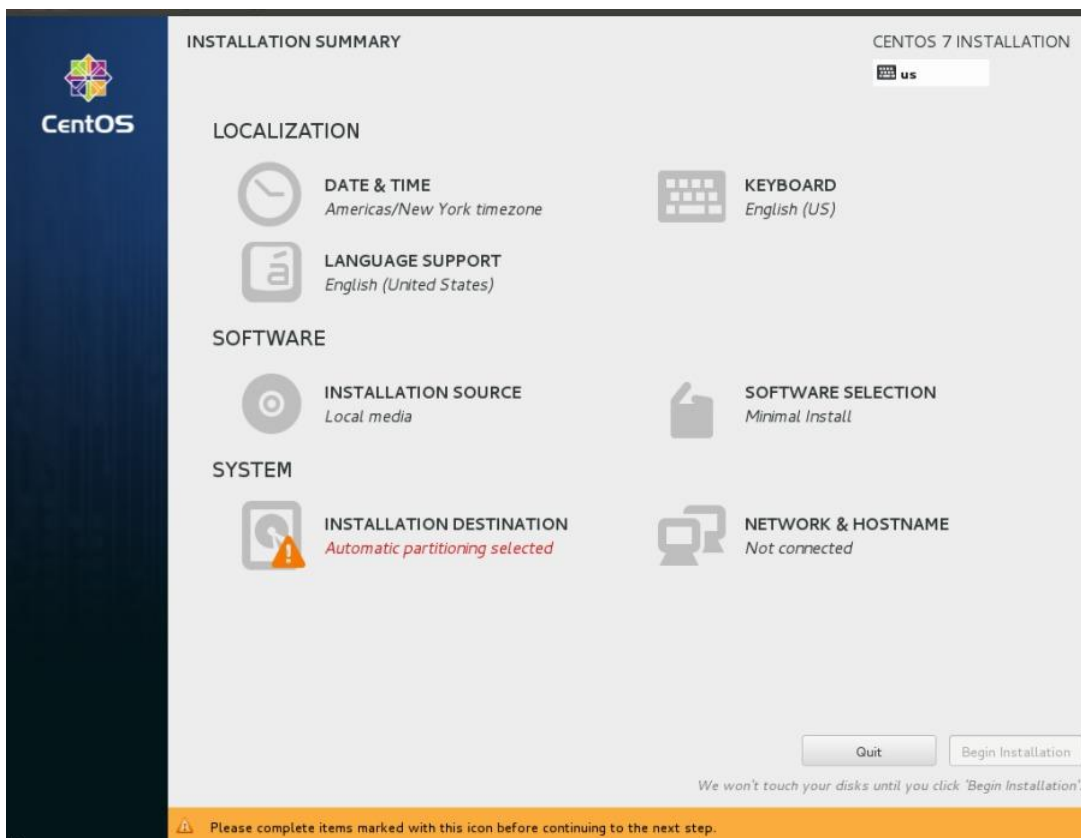 INSTALLATION SUMMARY
CENTOS 7 INSTALLATION
us
CentOS
LOCALIZATION
DATE & TIME
Americas/New York timezone
KEYBOARD
English (US)
á
LANGUAGE SUPPORT
English (United States)
SOFTWARE
INSTALLATION SOURCE
Local media
SOFTWARE SELECTION
Minimal Install
SYSTEM
INSTALLATION DESTINATION
Automatic partitioning selected
NETWORK & HOSTNAME
Not connected
Quit
Begin Installation
We won't touch your disks until you click 'Begin Installation'.
Please complete items marked with this icon before continuing to the next step.